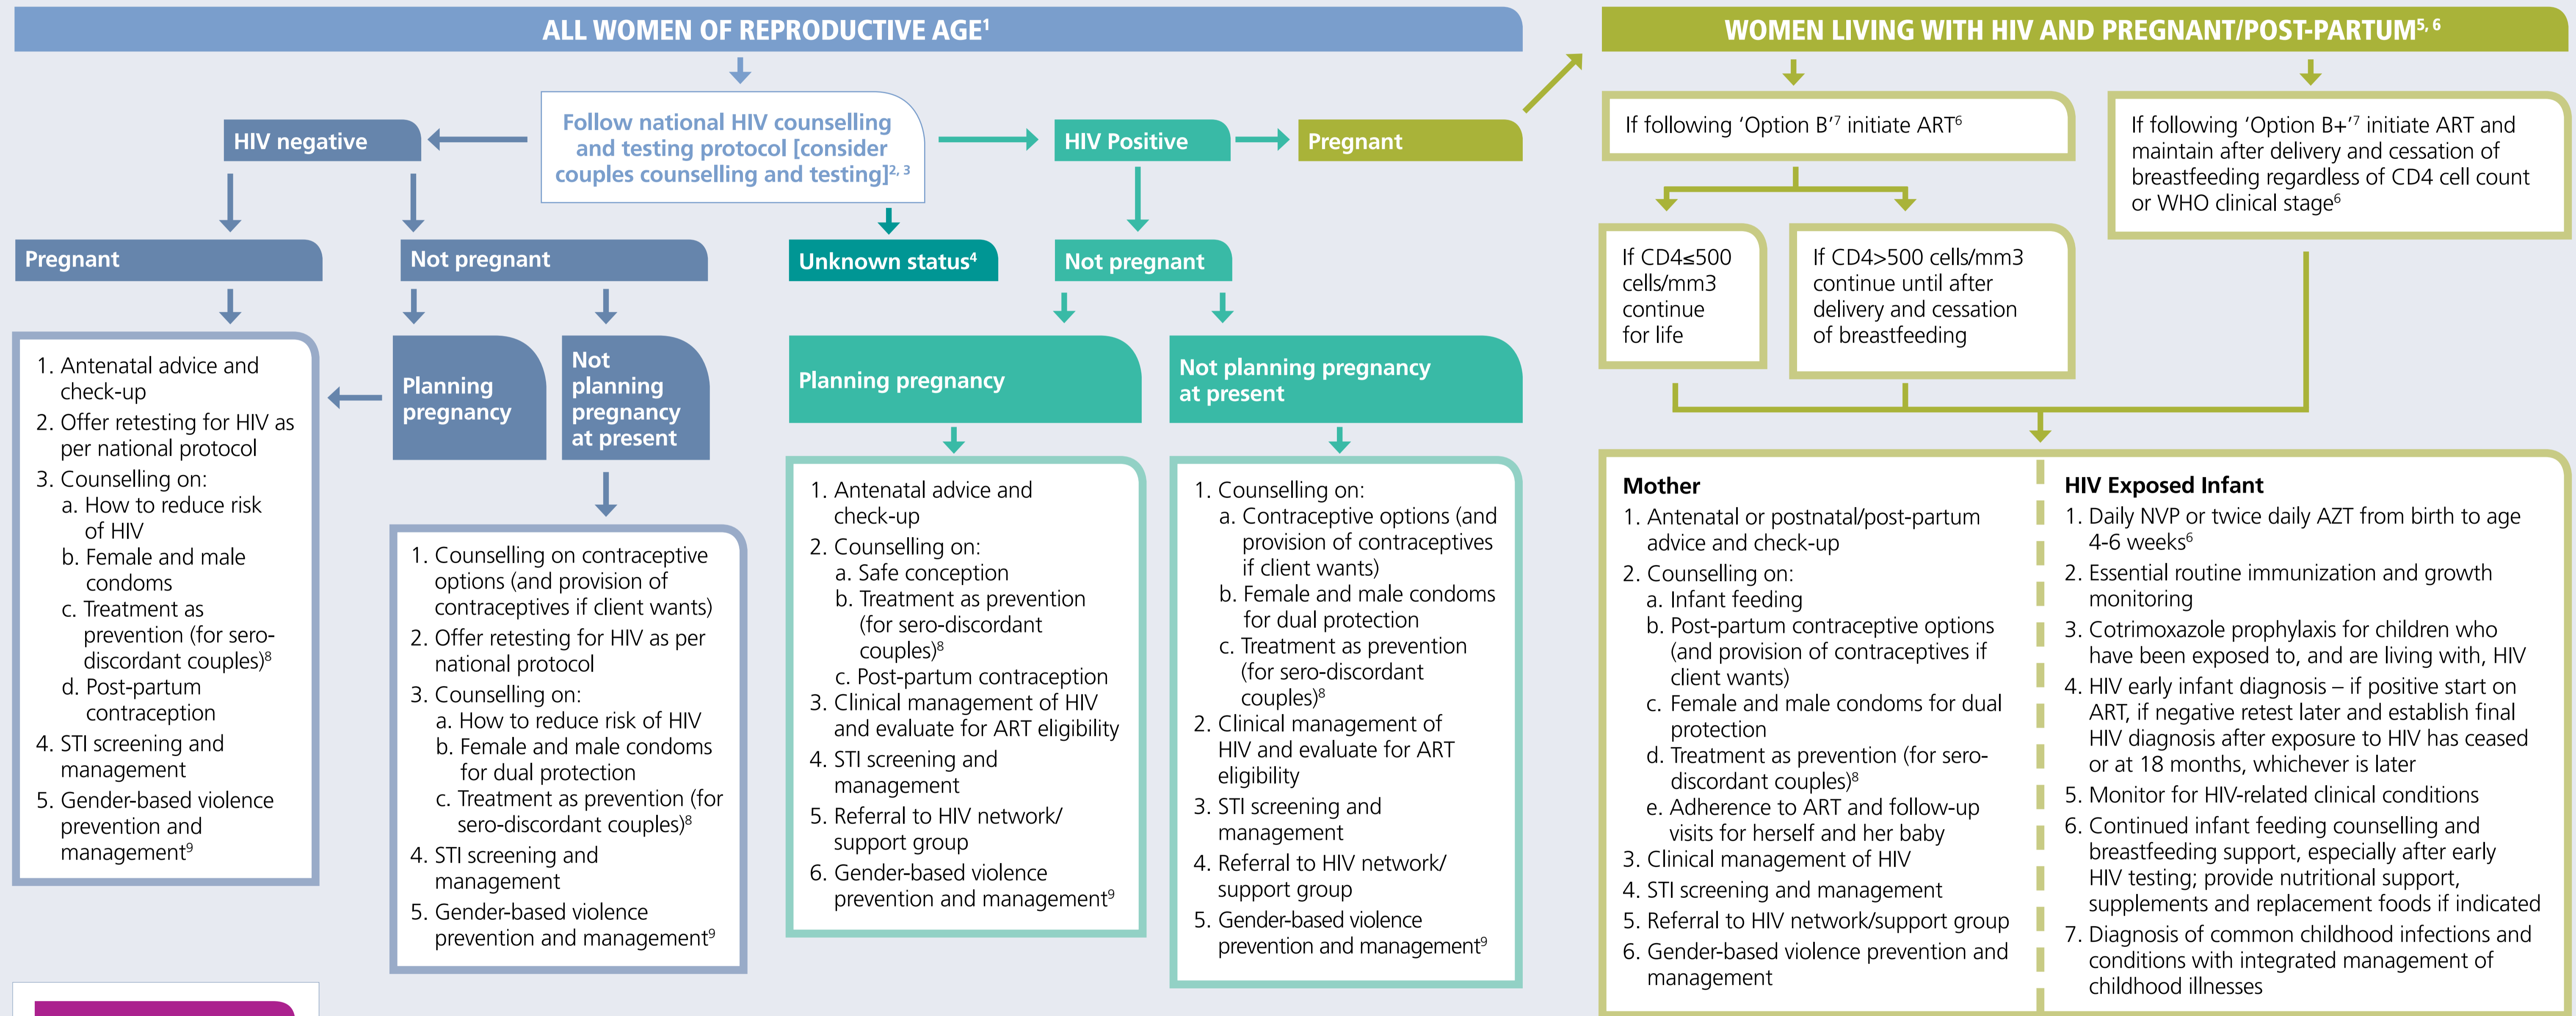 ALL WOMEN OF REPRODUCTIVE AGE1
Follow national HIV counselling
and testing protocol [consider
couples counselling and testing]2, 3
HIV negative
HIV Positive
Pregnant
Pregnant
Not pregnant
Unknown status4
Not pregnant
Planning
pregnancy
Not
planning
pregnancy
at present
Planning pregnancy
Not planning pregnancy
at present
1. Antenatal advice and
check-up
2. Offer retesting for HIV as
per national protocol
3. Counselling on:
a. How to reduce risk
of HIV
b. Female and male
condoms
c. Treatment as
prevention (for sero-
discordant couples)8
d. Post-partum
contraception
4. STI screening and
management
5. Gender-based violence
prevention and
management9
1. Counselling on contraceptive
options (and provision of
contraceptives if client wants)
2. Offer retesting for HIV as per
national protocol
3. Counselling on:
a. How to reduce risk of HIV
b. Female and male condoms
for dual protection
c. Treatment as prevention (for
sero-discordant couples)8
4. STI screening and
management
5. Gender-based violence
prevention and management9
1. Antenatal advice and
check-up
2. Counselling on:
a. Safe conception
b. Treatment as prevention
(for sero-discordant
couples)8
c. Post-partum contraception
3. Clinical management of HIV
and evaluate for ART eligibility
4. STI screening and
management
5. Referral to HIV network/
support group
6. Gender-based violence
prevention and management9
1. Counselling on:
a. Contraceptive options (and
provision of contraceptives
if client wants)
b. Female and male condoms
for dual protection
c. Treatment as prevention
(for sero-discordant
couples)8
2. Clinical management of
HIV and evaluate for ART
eligibility
3. STI screening and
management
4. Referral to HIV network/
support group
5. Gender-based violence
prevention and management9
WOMEN LIVING WITH HIV AND PREGNANT/POST-PARTUM5, 6
If following ‘Option B’7 initiate ART6
If following ‘Option B+’7 initiate ART and
maintain after delivery and cessation of
breastfeeding regardless of CD4 cell count
or WHO clinical stage6
If CD4≤500
cells/mm3
continue
for life
If CD4>500 cells/mm3
continue until after
delivery and cessation
of breastfeeding
Mother
1. Antenatal or postnatal/post-partum
advice and check-up
2. Counselling on:
a. Infant feeding
b. Post-partum contraceptive options
(and provision of contraceptives if
client wants)
c. Female and male condoms for dual
protection
d. Treatment as prevention (for sero-
discordant couples)8
e. Adherence to ART and follow-up
visits for herself and her baby
3. Clinical management of HIV
4. STI screening and management
5. Referral to HIV network/support group
6. Gender-based violence prevention and
management
HIV Exposed Infant
1. Daily NVP or twice daily AZT from birth to age
4-6 weeks6
2. Essential routine immunization and growth
monitoring
3. Cotrimoxazole prophylaxis for children who
have been exposed to, and are living with, HIV
4. HIV early infant diagnosis – if positive start on
ART, if negative retest later and establish final
HIV diagnosis after exposure to HIV has ceased
or at 18 months, whichever is later
5. Monitor for HIV-related clinical conditions
6. Continued infant feeding counselling and
breastfeeding support, especially after early
HIV testing; provide nutritional support,
supplements and replacement foods if indicated
7. Diagnosis of common childhood infections and
conditions with integrated management of
childhood illnesses